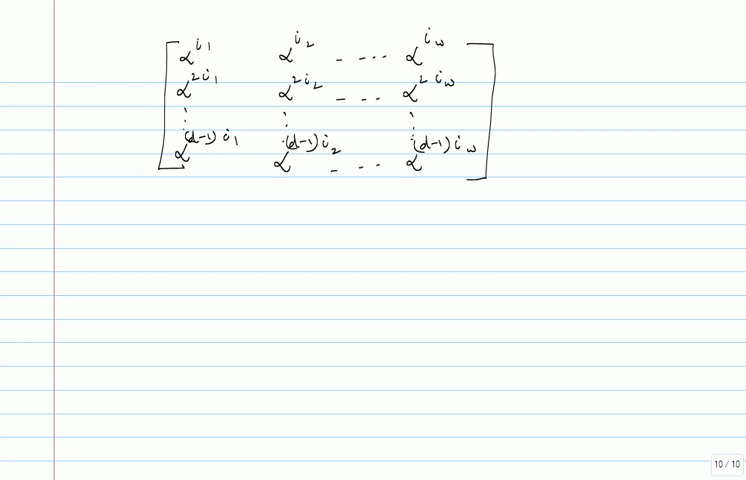 α^{i_1} α^{i_2} - - - - α^{i_w}
α^{2i_1} α^{2i_2} - - - α^{2i_w}
⋮ ⋮ ⋮
α^{(d-1)i_1} α^{(d-1)i_2} - - - α^{(d-1)i_w}
10 / 10